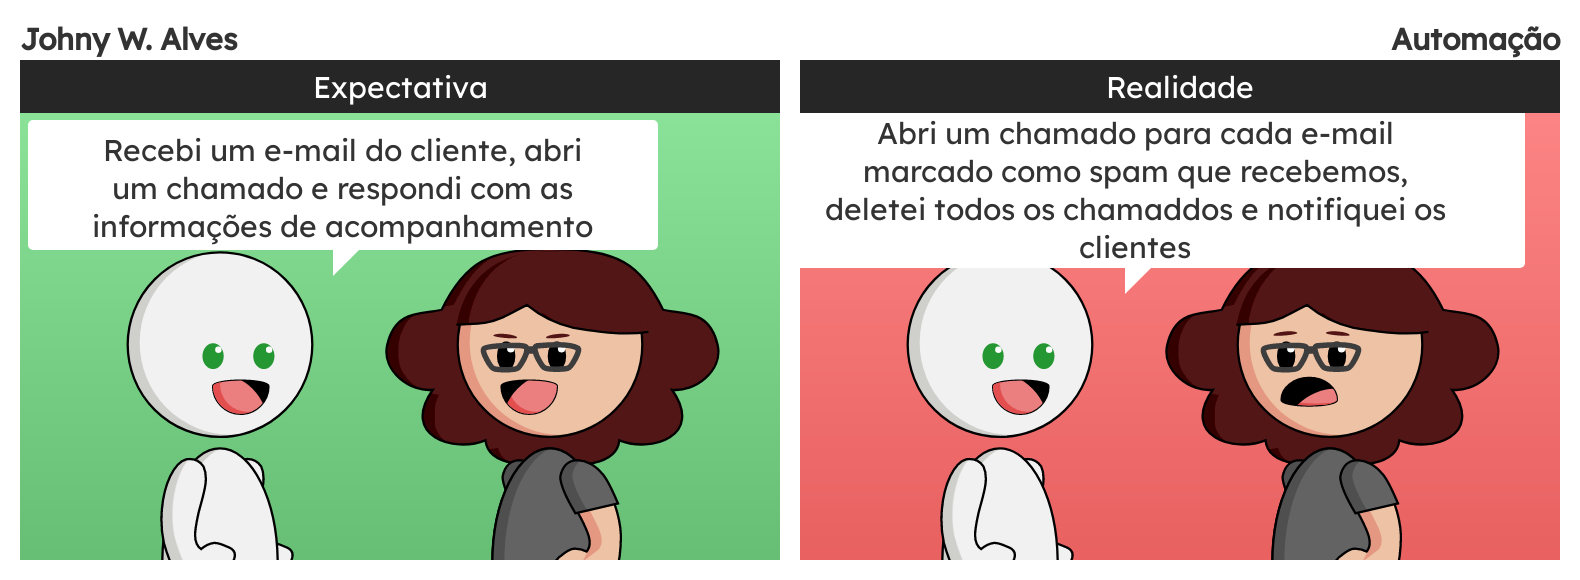 Johny W. Alves
Automação
Expectativa
Recebi um e-mail do cliente, abri
um chamado e respondi com as
informações de acompanhamento
Realidade
Abri um chamado para cada e-mail
marcado como spam que recebemos,
deletei todos os chamaddos e notifiquei os
clientes